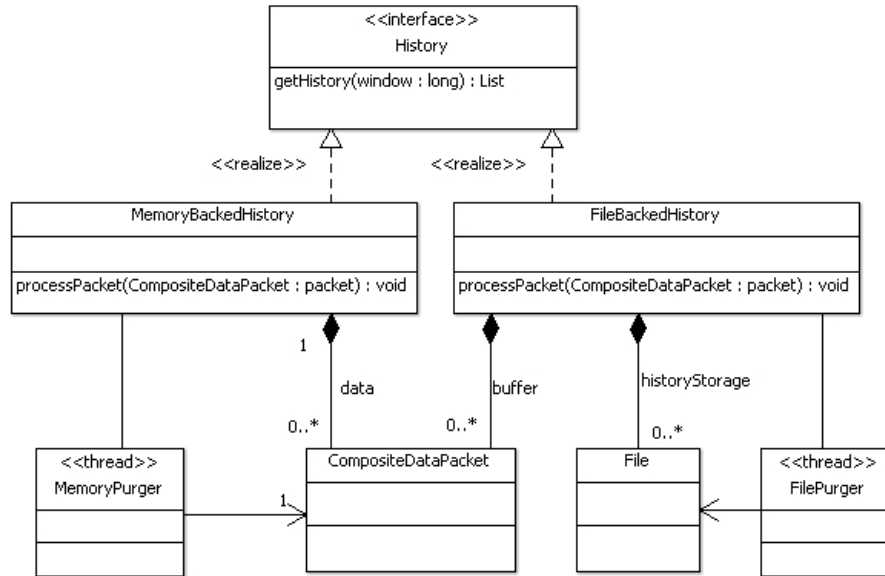 <<interface>>
History
getHistory(window : long) : List
<<realize>>
<<realize>>
MemoryBackedHistory
FileBackedHistory
processPacket(CompositeDataPacket : packet) : void
processPacket(CompositeDataPacket : packet) : void
1
data
buffer
historyStorage
0..*
0..*
0..*
<<thread>>
MemoryPurger
CompositeDataPacket
File
<<thread>>
FilePurger
1